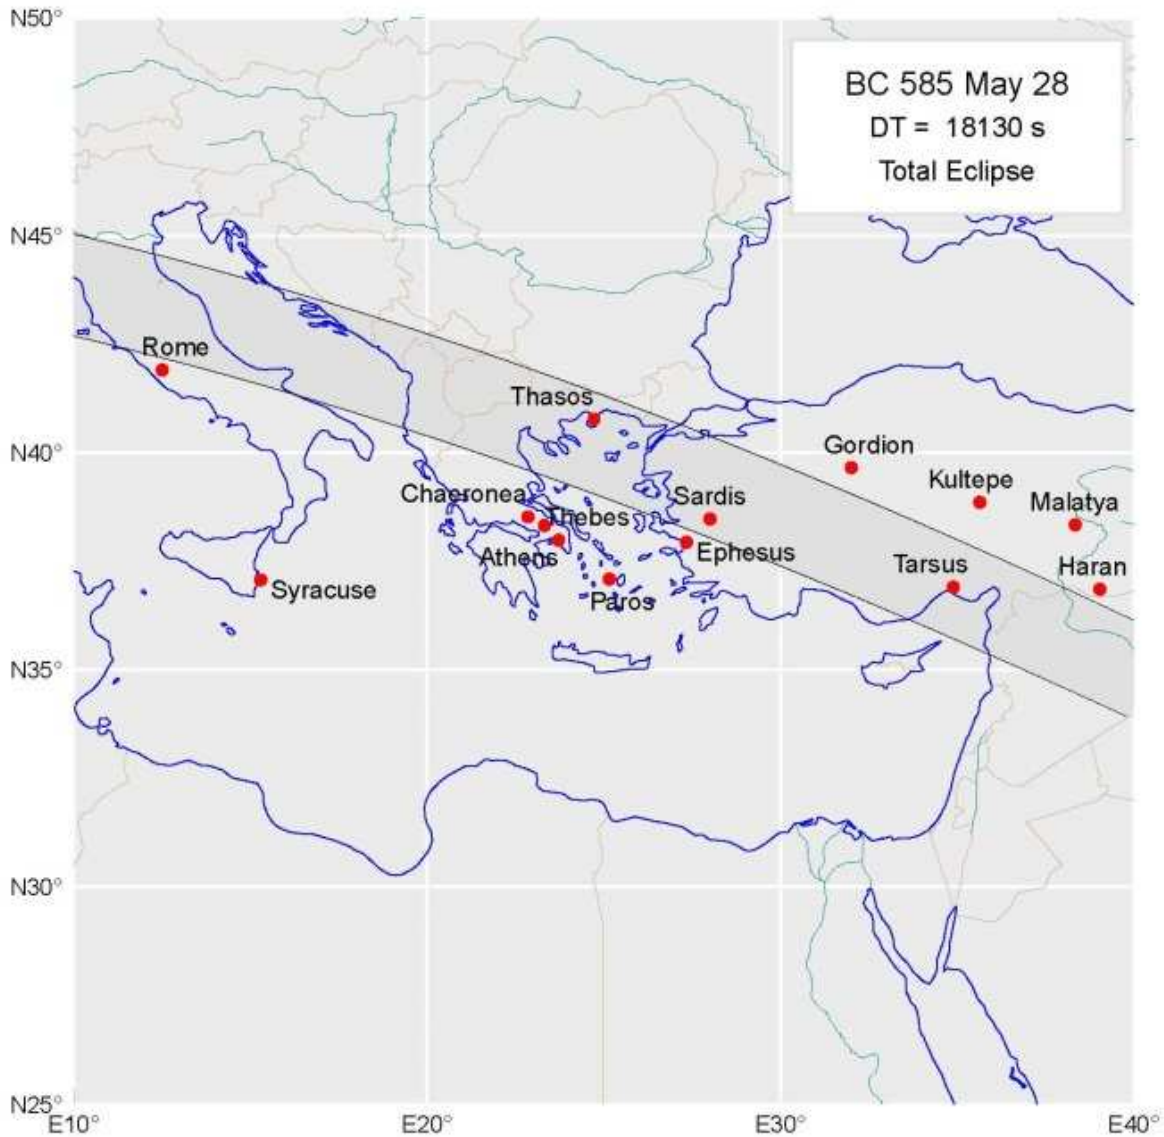 N50°
BC 585 May 28
DT = 18130 s
Total Eclipse
N45°
Rome
Thasos
N40°
Gordion
Kultepe
Chaeronea
Sardis
Malatya
Thebes
Athens
Ephesus
Tarsus
Haran
Syracuse
Paros
N35°
N30°
N25°
E10°
E20°
E30°
E40°